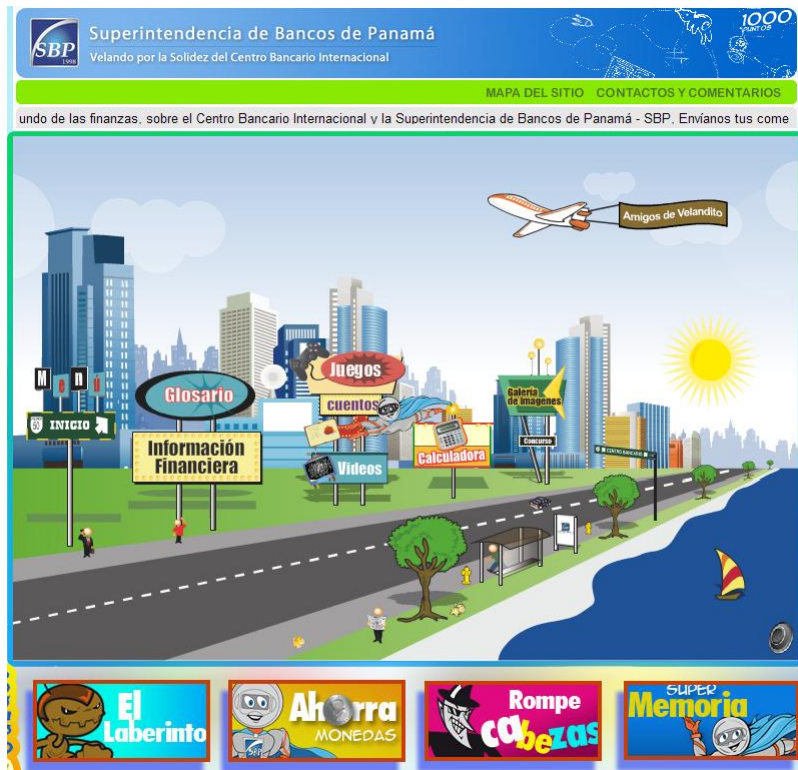 1000
PUNTOS
SBP
1998
Superintendencia de Bancos de Panamá
Velando por la Solidez del Centro Bancario Internacional
MAPA DEL SITIO CONTACTOS Y COMENTARIOS
undo de las finanzas, sobre el Centro Bancario Internacional y la Superintendencia de Bancos de Panamá - SBP. Envíanos tus come
Amigos de Velandito
Menú
INICIO
Glosario
Información
Financiera
Juegos
cuentos
Videos
Calculadora
Galería
de Imagenes
Concurso
CENTRO BANCARIO
El
Laberinto
Ahorra
MONEDAS
Rompe
cabezas
SUPER
Memoria